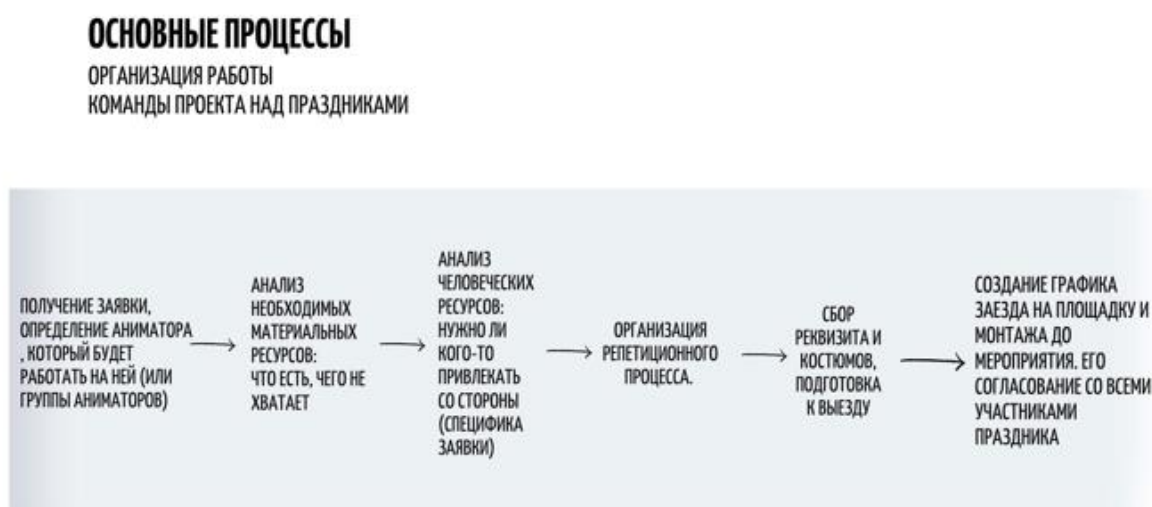 ОСНОВНЫЕ ПРОЦЕССЫ
ОРГАНИЗАЦИЯ РАБОТЫ
КОМАНДЫ ПРОЕКТА НАД ПРАЗДНИКАМИ
ПОЛУЧЕНИЕ ЗАЯВКИ,
ОПРЕДЕЛЕНИЕ АНИМАТОРА
, КОТОРЫЙ БУДЕТ
РАБОТАТЬ НА НЕЙ (ИЛИ
ГРУППЫ АНИМАТОРОВ)
АНАЛИЗ
НЕОБХОДИМЫХ
МАТЕРИАЛЬНЫХ
РЕСУРСОВ:
ЧТО ЕСТЬ, ЧЕГО НЕ
ХВАТАЕТ
АНАЛИЗ
ЧЕЛОВЕЧЕСКИХ
РЕСУРСОВ:
НУЖНО ЛИ
КОГО-ТО
ПРИВЛЕКАТЬ
СО СТОРОНЫ
(СПЕЦИФИКА
ЗАЯВКИ)
ОРГАНИЗАЦИЯ
РЕПЕТИЦИОННОГО
ПРОЦЕССА.
СБОР
РЕКВИЗИТА И
КОСТЮМОВ,
ПОДГОТОВКА
К ВЫЕЗДУ
СОЗДАНИЕ ГРАФИКА
ЗАЕЗДА НА ПЛОЩАДКУ И
МОНТАЖА ДО
МЕРОПРИЯТИЯ. ЕГО
СОГЛАСОВАНИЕ СО ВСЕМИ
УЧАСТНИКАМИ
ПРАЗДНИКА